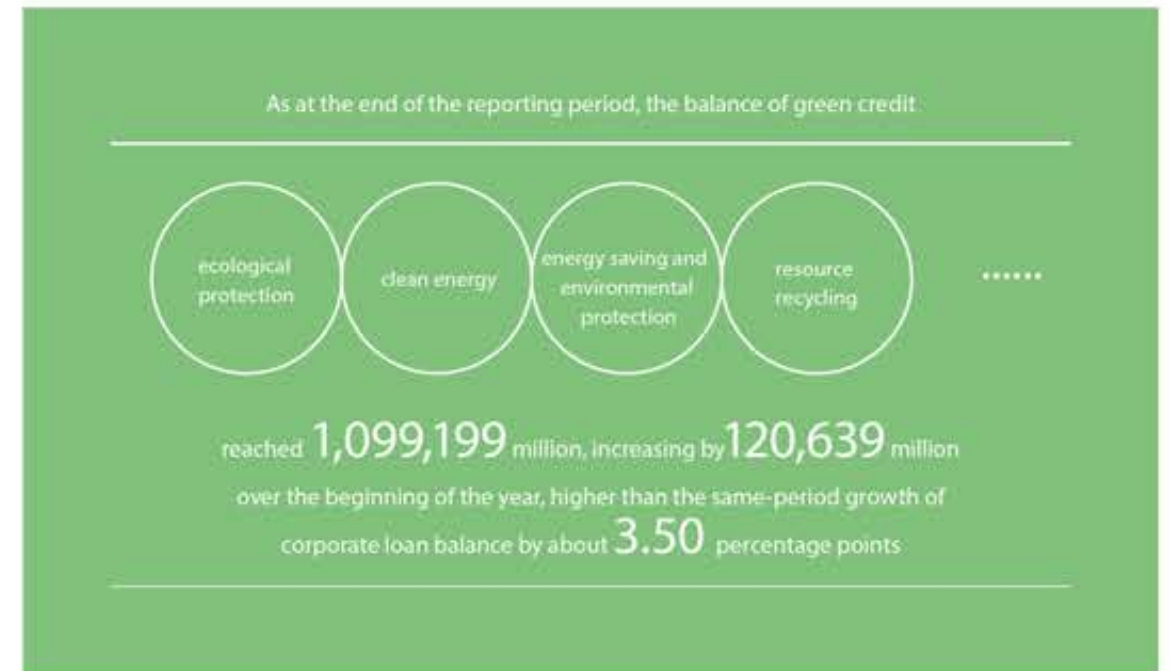 As at the end of the reporting period, the balance of green credit
ecological
protection
clean energy
energy saving and
environmental
protection
resource
recycling
......
reached 1,099,199 million, increasing by 120,639 million
over the beginning of the year, higher than the same-period growth of
corporate loan balance by about 3.50 percentage points